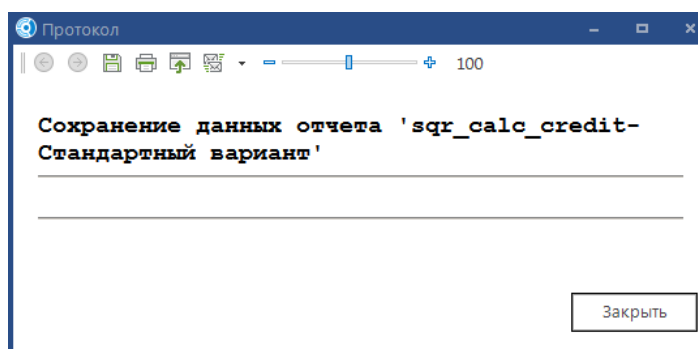 Протокол
100
Сохранение данных отчета 'sqr_calc_credit-
Стандартный вариант'
Закрыть